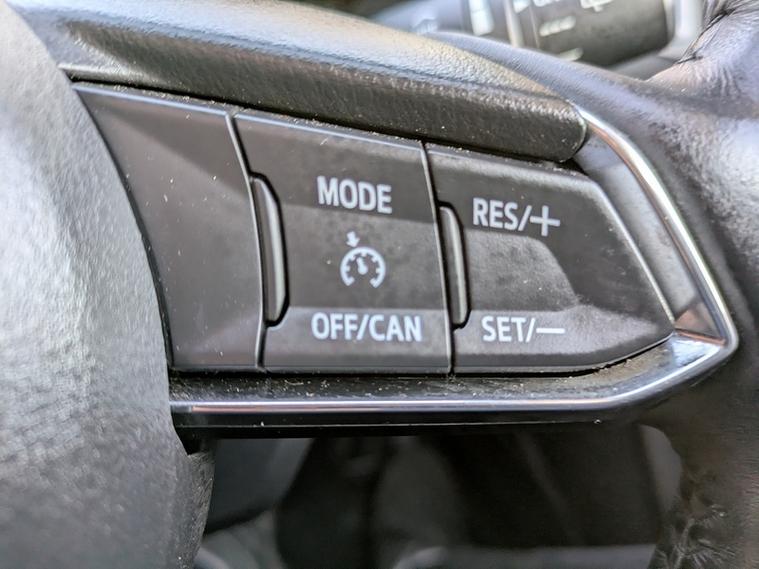 MODE
RES/+
OFF/CAN
SET/—